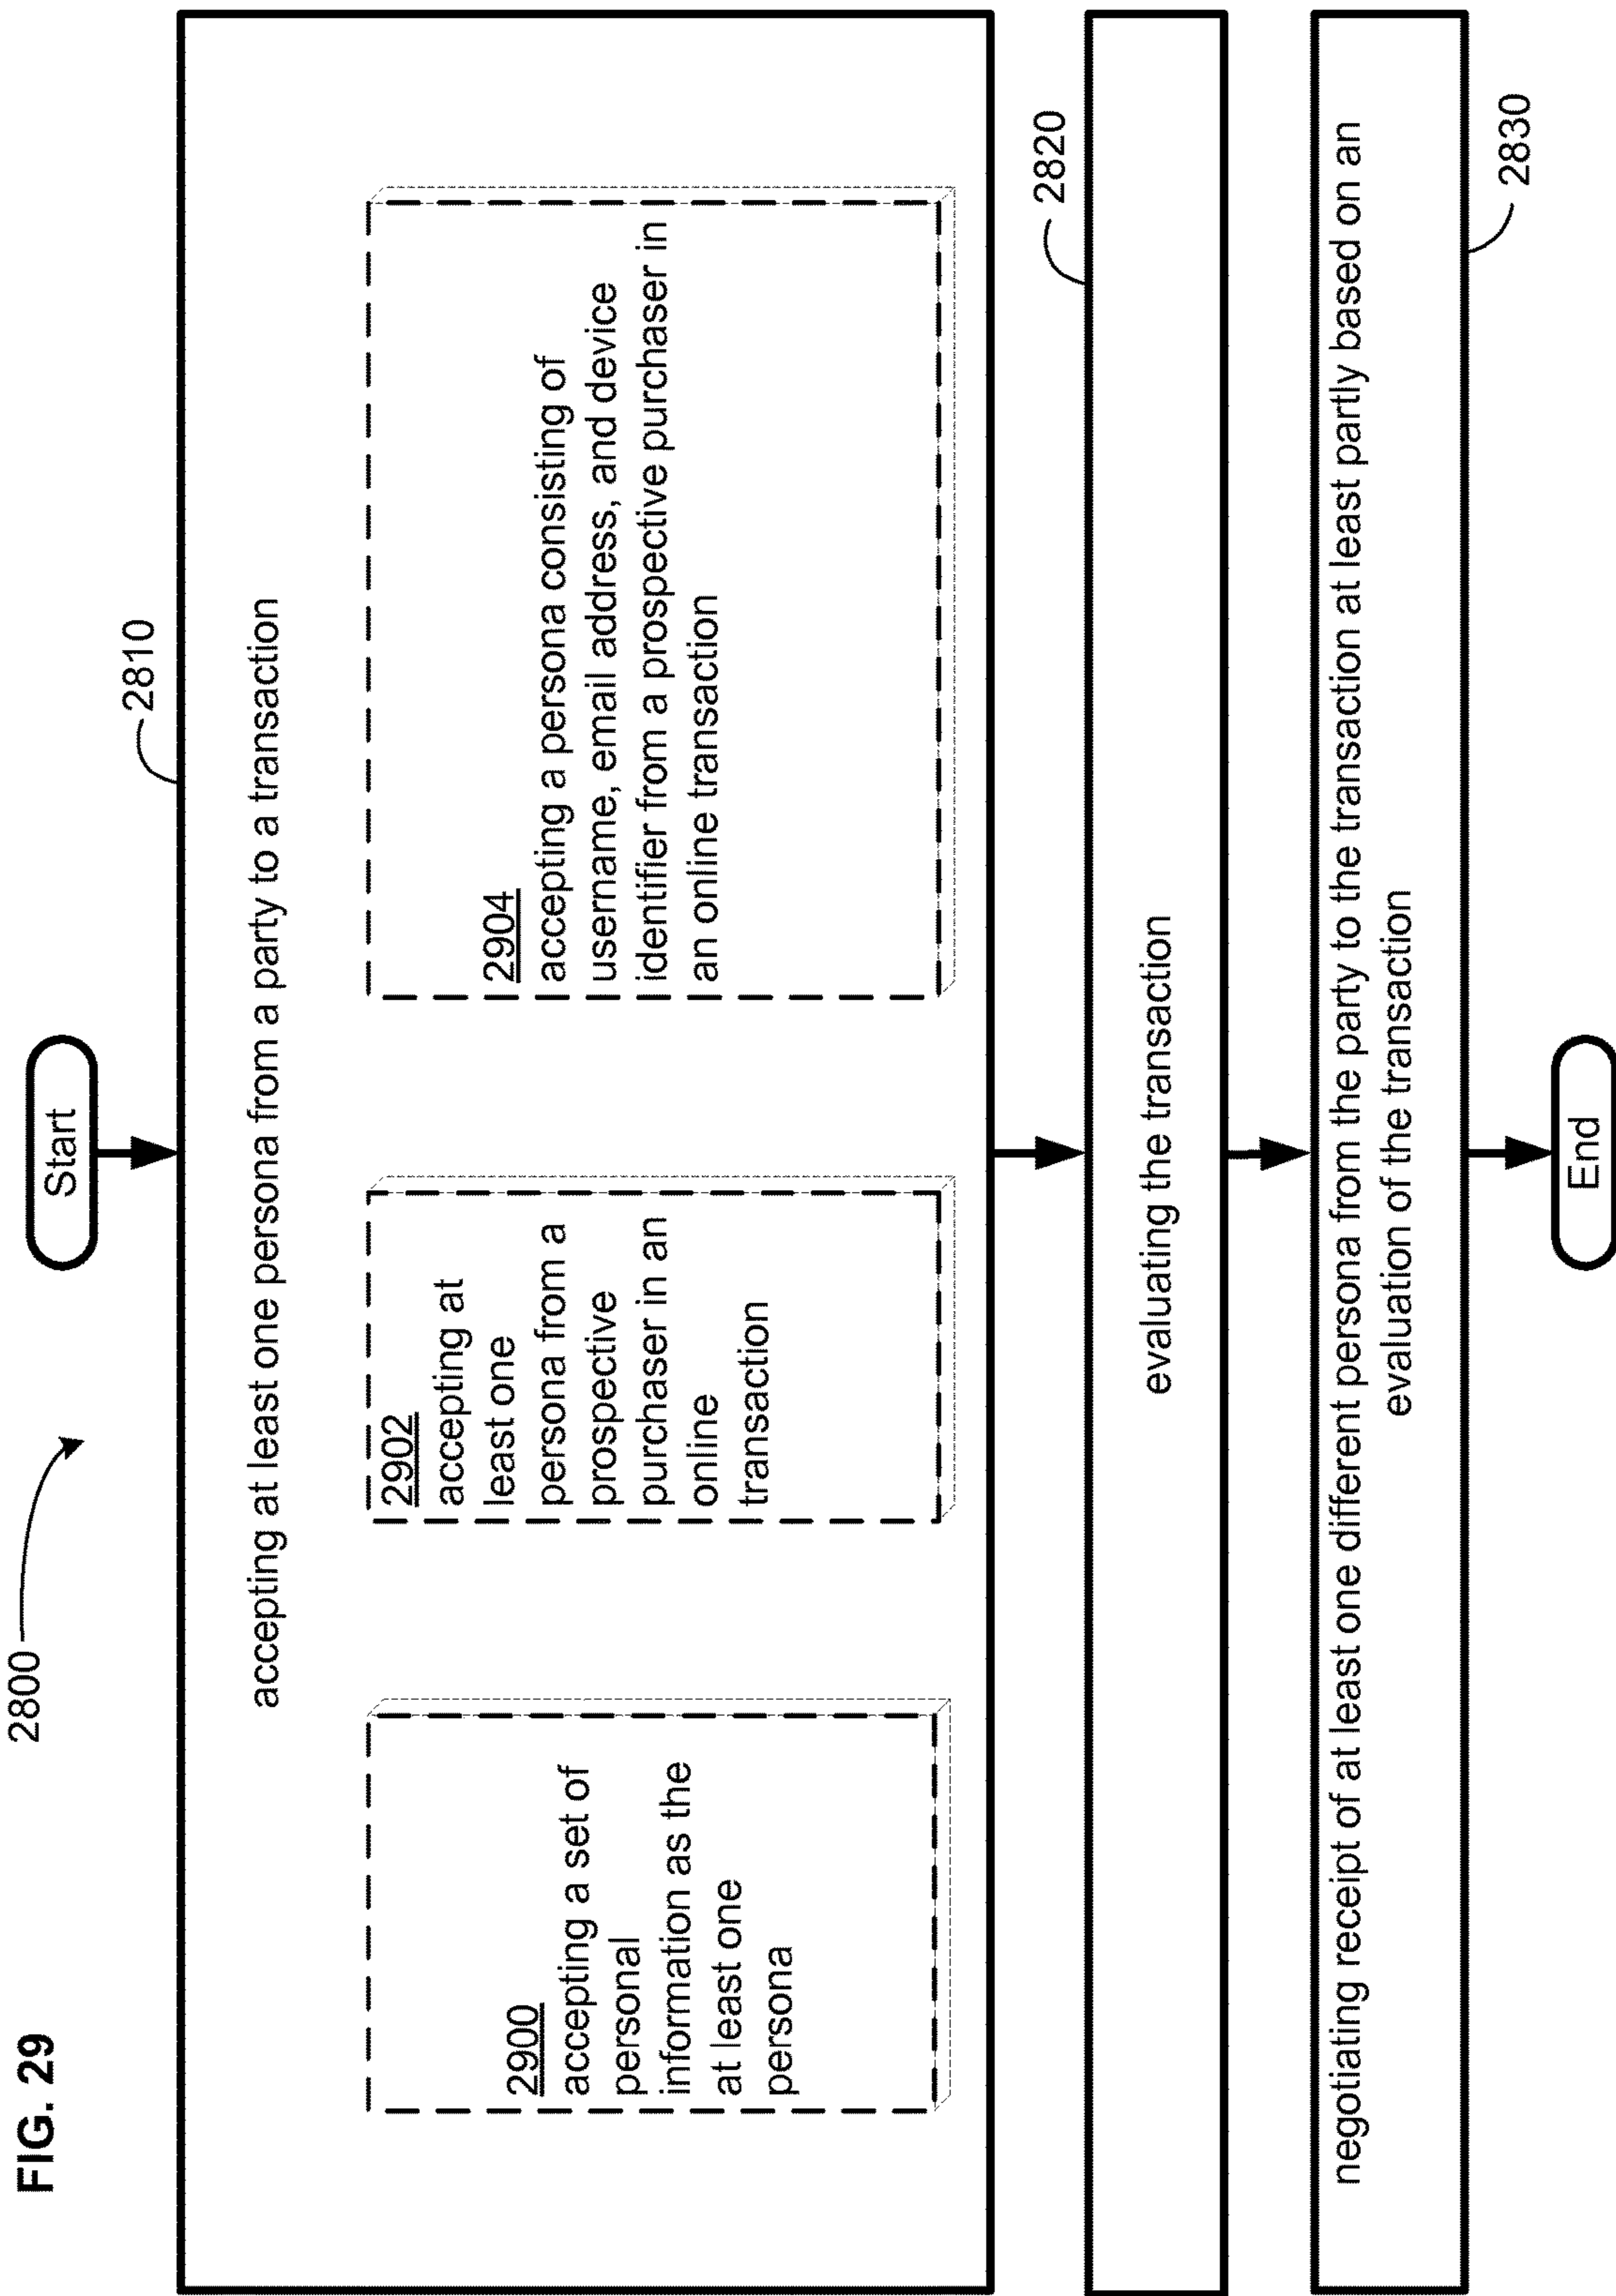 FIG. 29
2800
Start
2810
accepting at least one persona from a party to a transaction
2900
accepting a set of
personal
information as the
at least one
persona
2902
accepting at
least one
persona from a
prospective
purchaser in an
online
transaction
2904
accepting a persona consisting of
username, email address, and device
identifier from a prospective purchaser in
an online transaction
2820
evaluating the transaction
2830
negotiating receipt of at least one different persona from the party to the transaction at least partly based on an
evaluation of the transaction
End